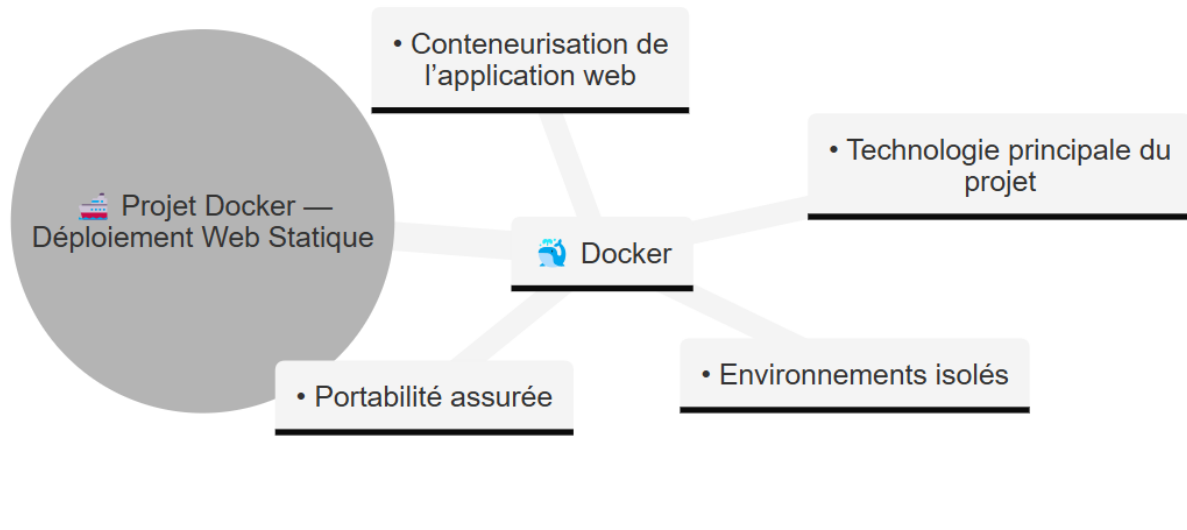 • Conteneurisation de
l’application web
• Technologie principale du
projet
🚢 Projet Docker —
Déploiement Web Statique
🐳 Docker
• Environnements isolés
• Portabilité assurée